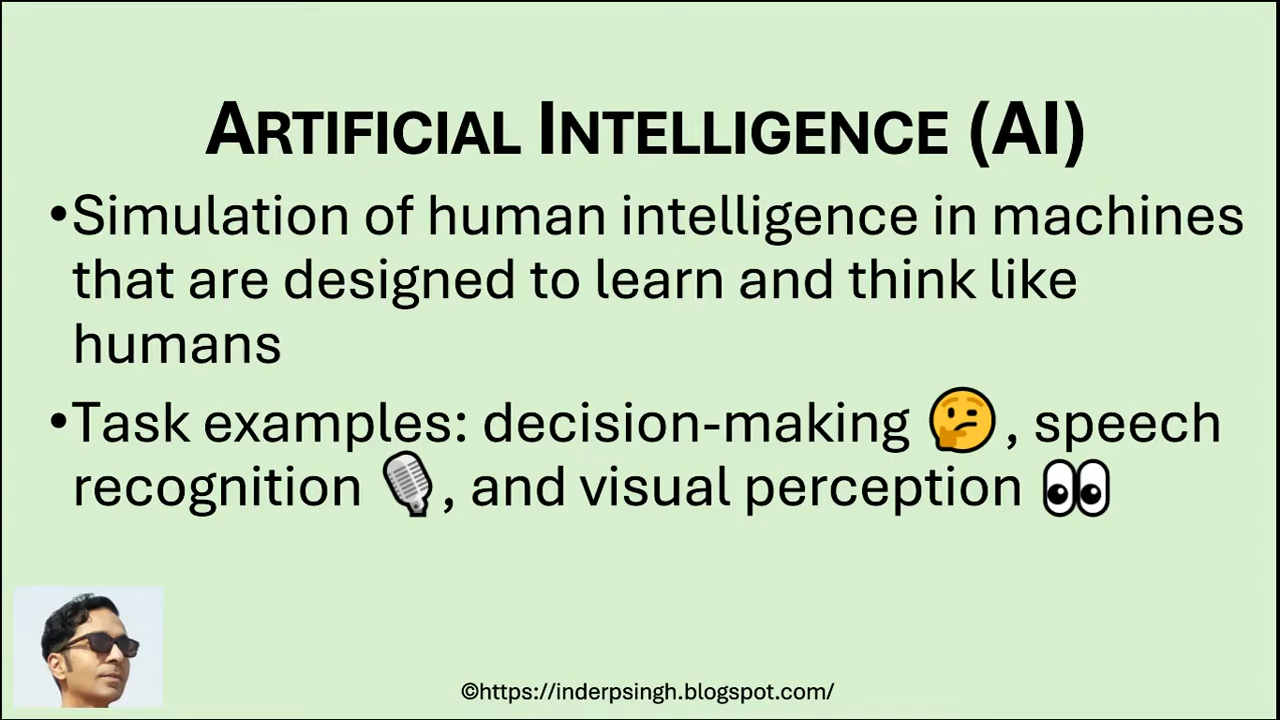 ARTIFICIAL INTELLIGENCE (AI)
•Simulation of human intelligence in machines
that are designed to learn and think like
humans
•Task examples: decision-making 🤔, speech
recognition 🎙, and visual perception 👀
©https://inderpsingh.blogspot.com/